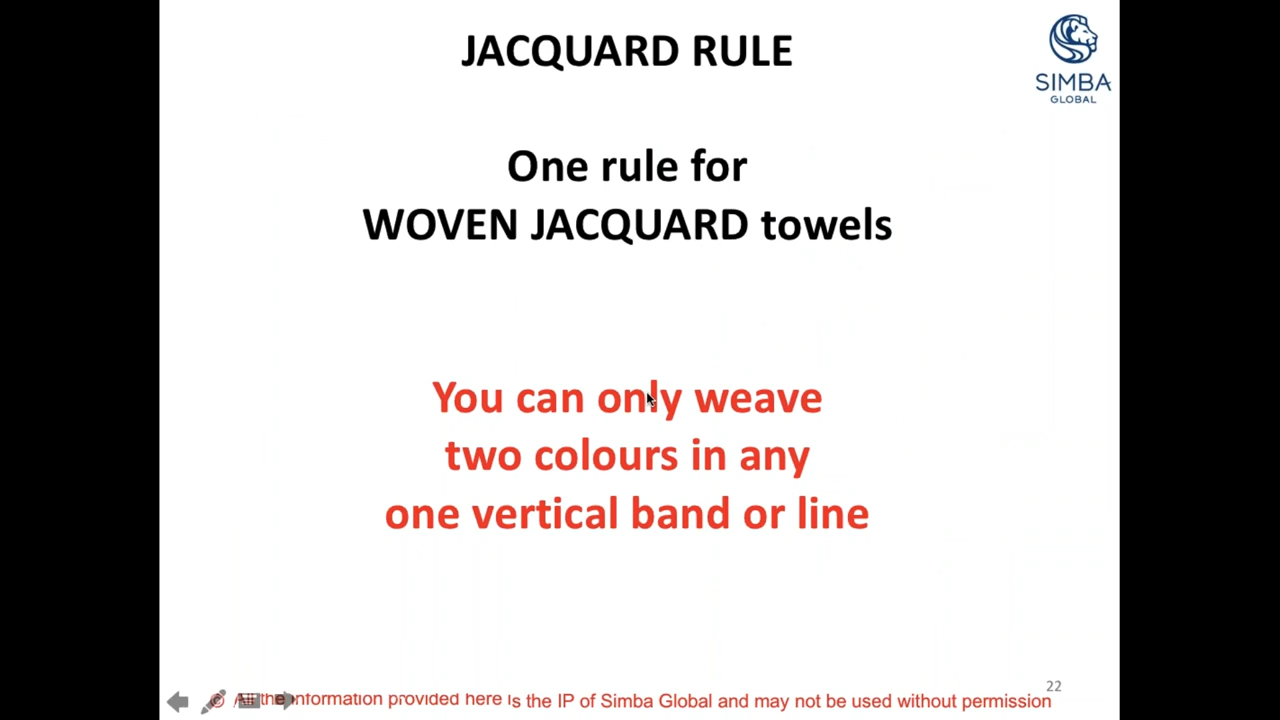 JACQUARD RULE
SIMBA
GLOBAL
One rule for
WOVEN JACQUARD towels
You can only weave
two colours in any
one vertical band or line
22
© All the information provided here is the IP of Simba Global and may not be used without permission